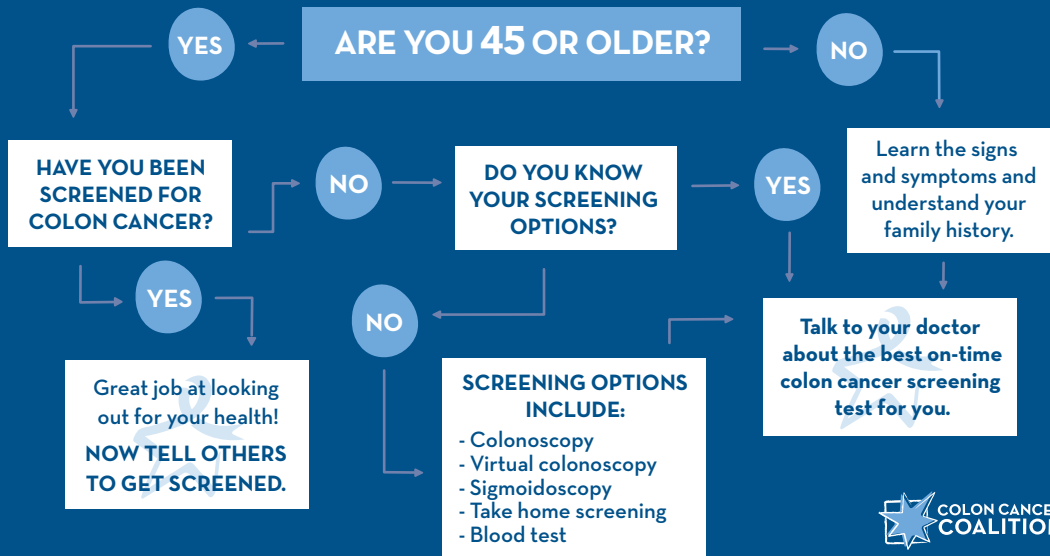 ARE YOU 45 OR OLDER?
YES
NO
HAVE YOU BEEN
SCREENED FOR
COLON CANCER?
NO
DO YOU KNOW
YOUR SCREENING
OPTIONS?
YES
Learn the signs
and symptoms and
understand your
family history.
YES
NO
Great job at looking
out for your health!
NOW TELL OTHERS
TO GET SCREENED.
SCREENING OPTIONS
INCLUDE:
- Colonoscopy
- Virtual colonoscopy
- Sigmoidoscopy
- Take home screening
- Blood test
Talk to your doctor
about the best on-time
colon cancer screening
test for you.
COLON CANCE
COALITION